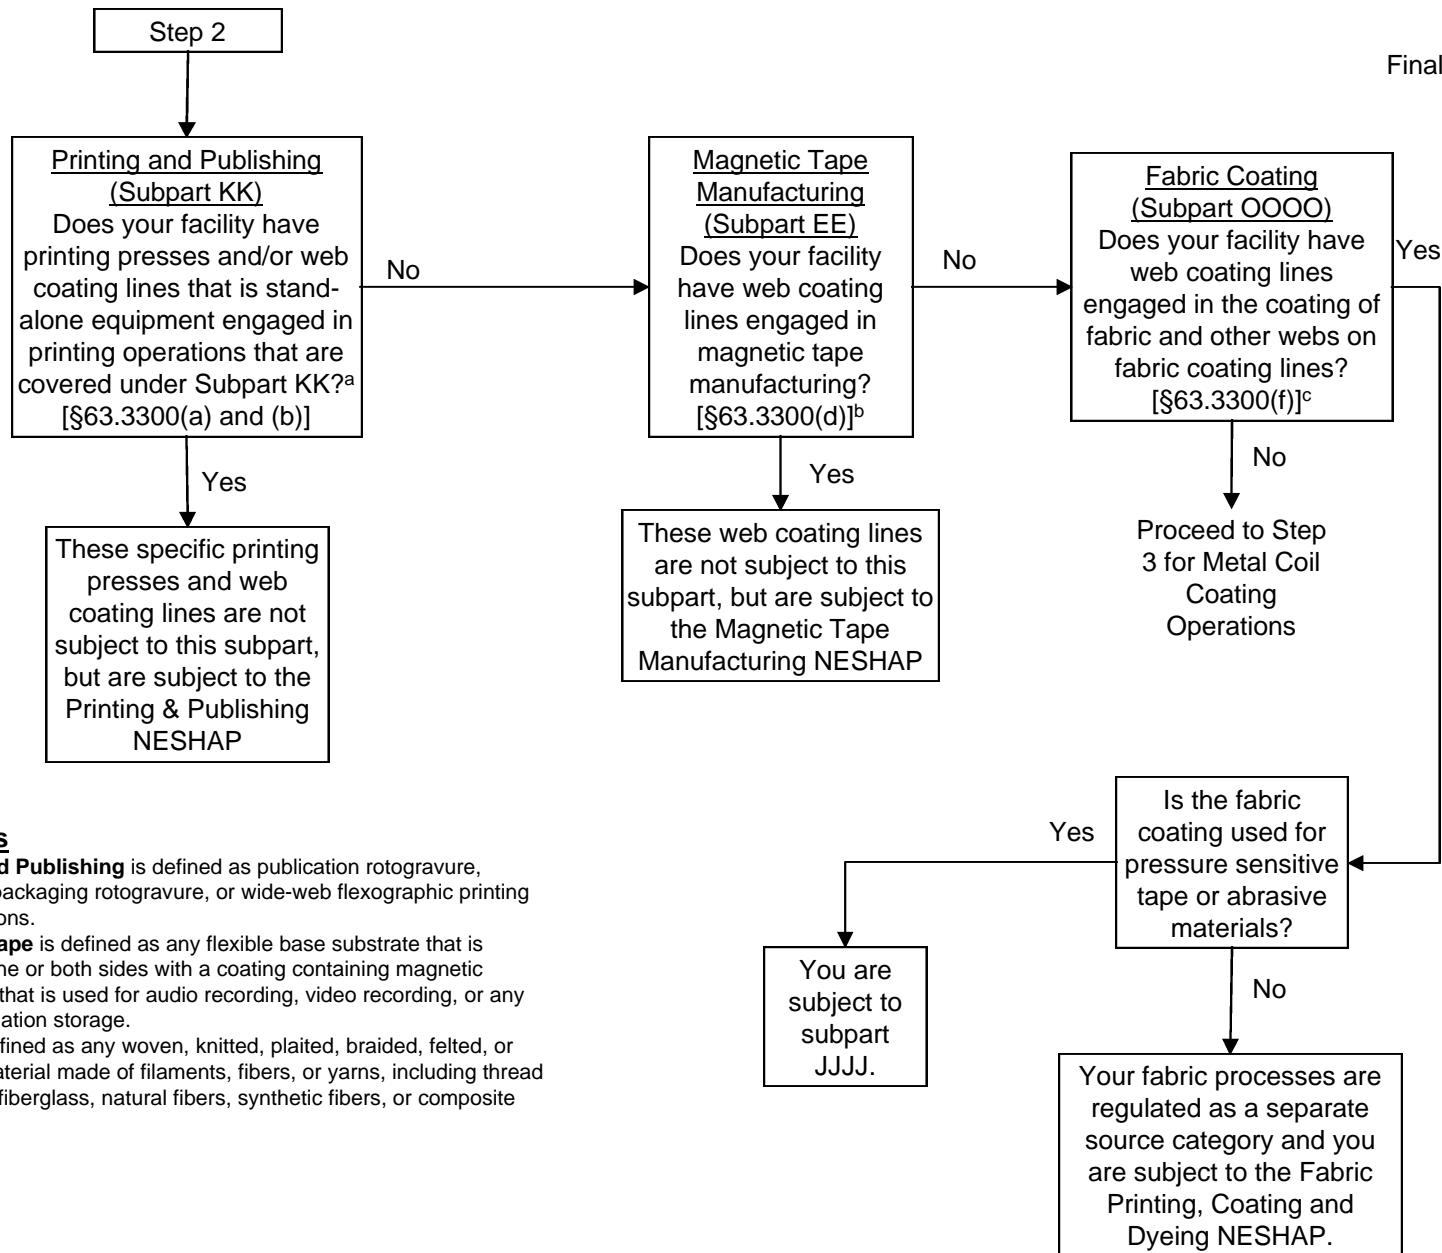 Step 2
Final
Printing and Publishing
(Subpart KK)
Does your facility have
printing presses and/or web
coating lines that is stand-
alone equipment engaged in
printing operations that are
covered under Subpart KK?ª
[§63.3300(a) and (b)]
No
Magnetic Tape
Manufacturing
(Subpart EE)
Does your facility
have web coating
lines engaged in
magnetic tape
manufacturing?
[§63.3300(d)]ᵇ
No
Fabric Coating
(Subpart OOOO)
Does your facility have
web coating lines
engaged in the coating of
fabric and other webs on
fabric coating lines?
[§63.3300(f)]ᶜ
Yes
Yes
These specific printing
presses and web
coating lines are not
subject to this subpart,
but are subject to the
Printing & Publishing
NESHAP
Yes
These web coating lines
are not subject to this
subpart, but are subject to
the Magnetic Tape
Manufacturing NESHAP
No
Proceed to Step
3 for Metal Coil
Coating
Operations
Is the fabric
coating used for
pressure sensitive
tape or abrasive
materials?
Yes
You are
subject to
subpart
JJJJ.
No
Your fabric processes are
regulated as a separate
source category and you
are subject to the Fabric
Printing, Coating and
Dyeing NESHAP.
s
d Publishing is defined as publication rotogravure,
packaging rotogravure, or wide-web flexographic printing
ons.
ape is defined as any flexible base substrate that is
ne or both sides with a coating containing magnetic
that is used for audio recording, video recording, or any
ation storage.
fined as any woven, knitted, plaited, braided, felted, or
aterial made of filaments, fibers, or yarns, including thread
fiberglass, natural fibers, synthetic fibers, or composite